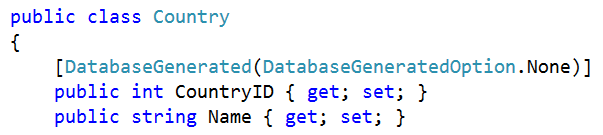 public class Country
{
    [DatabaseGenerated(DatabaseGeneratedOption.None)]
    public int CountryID { get; set; }
    public string Name { get; set; }